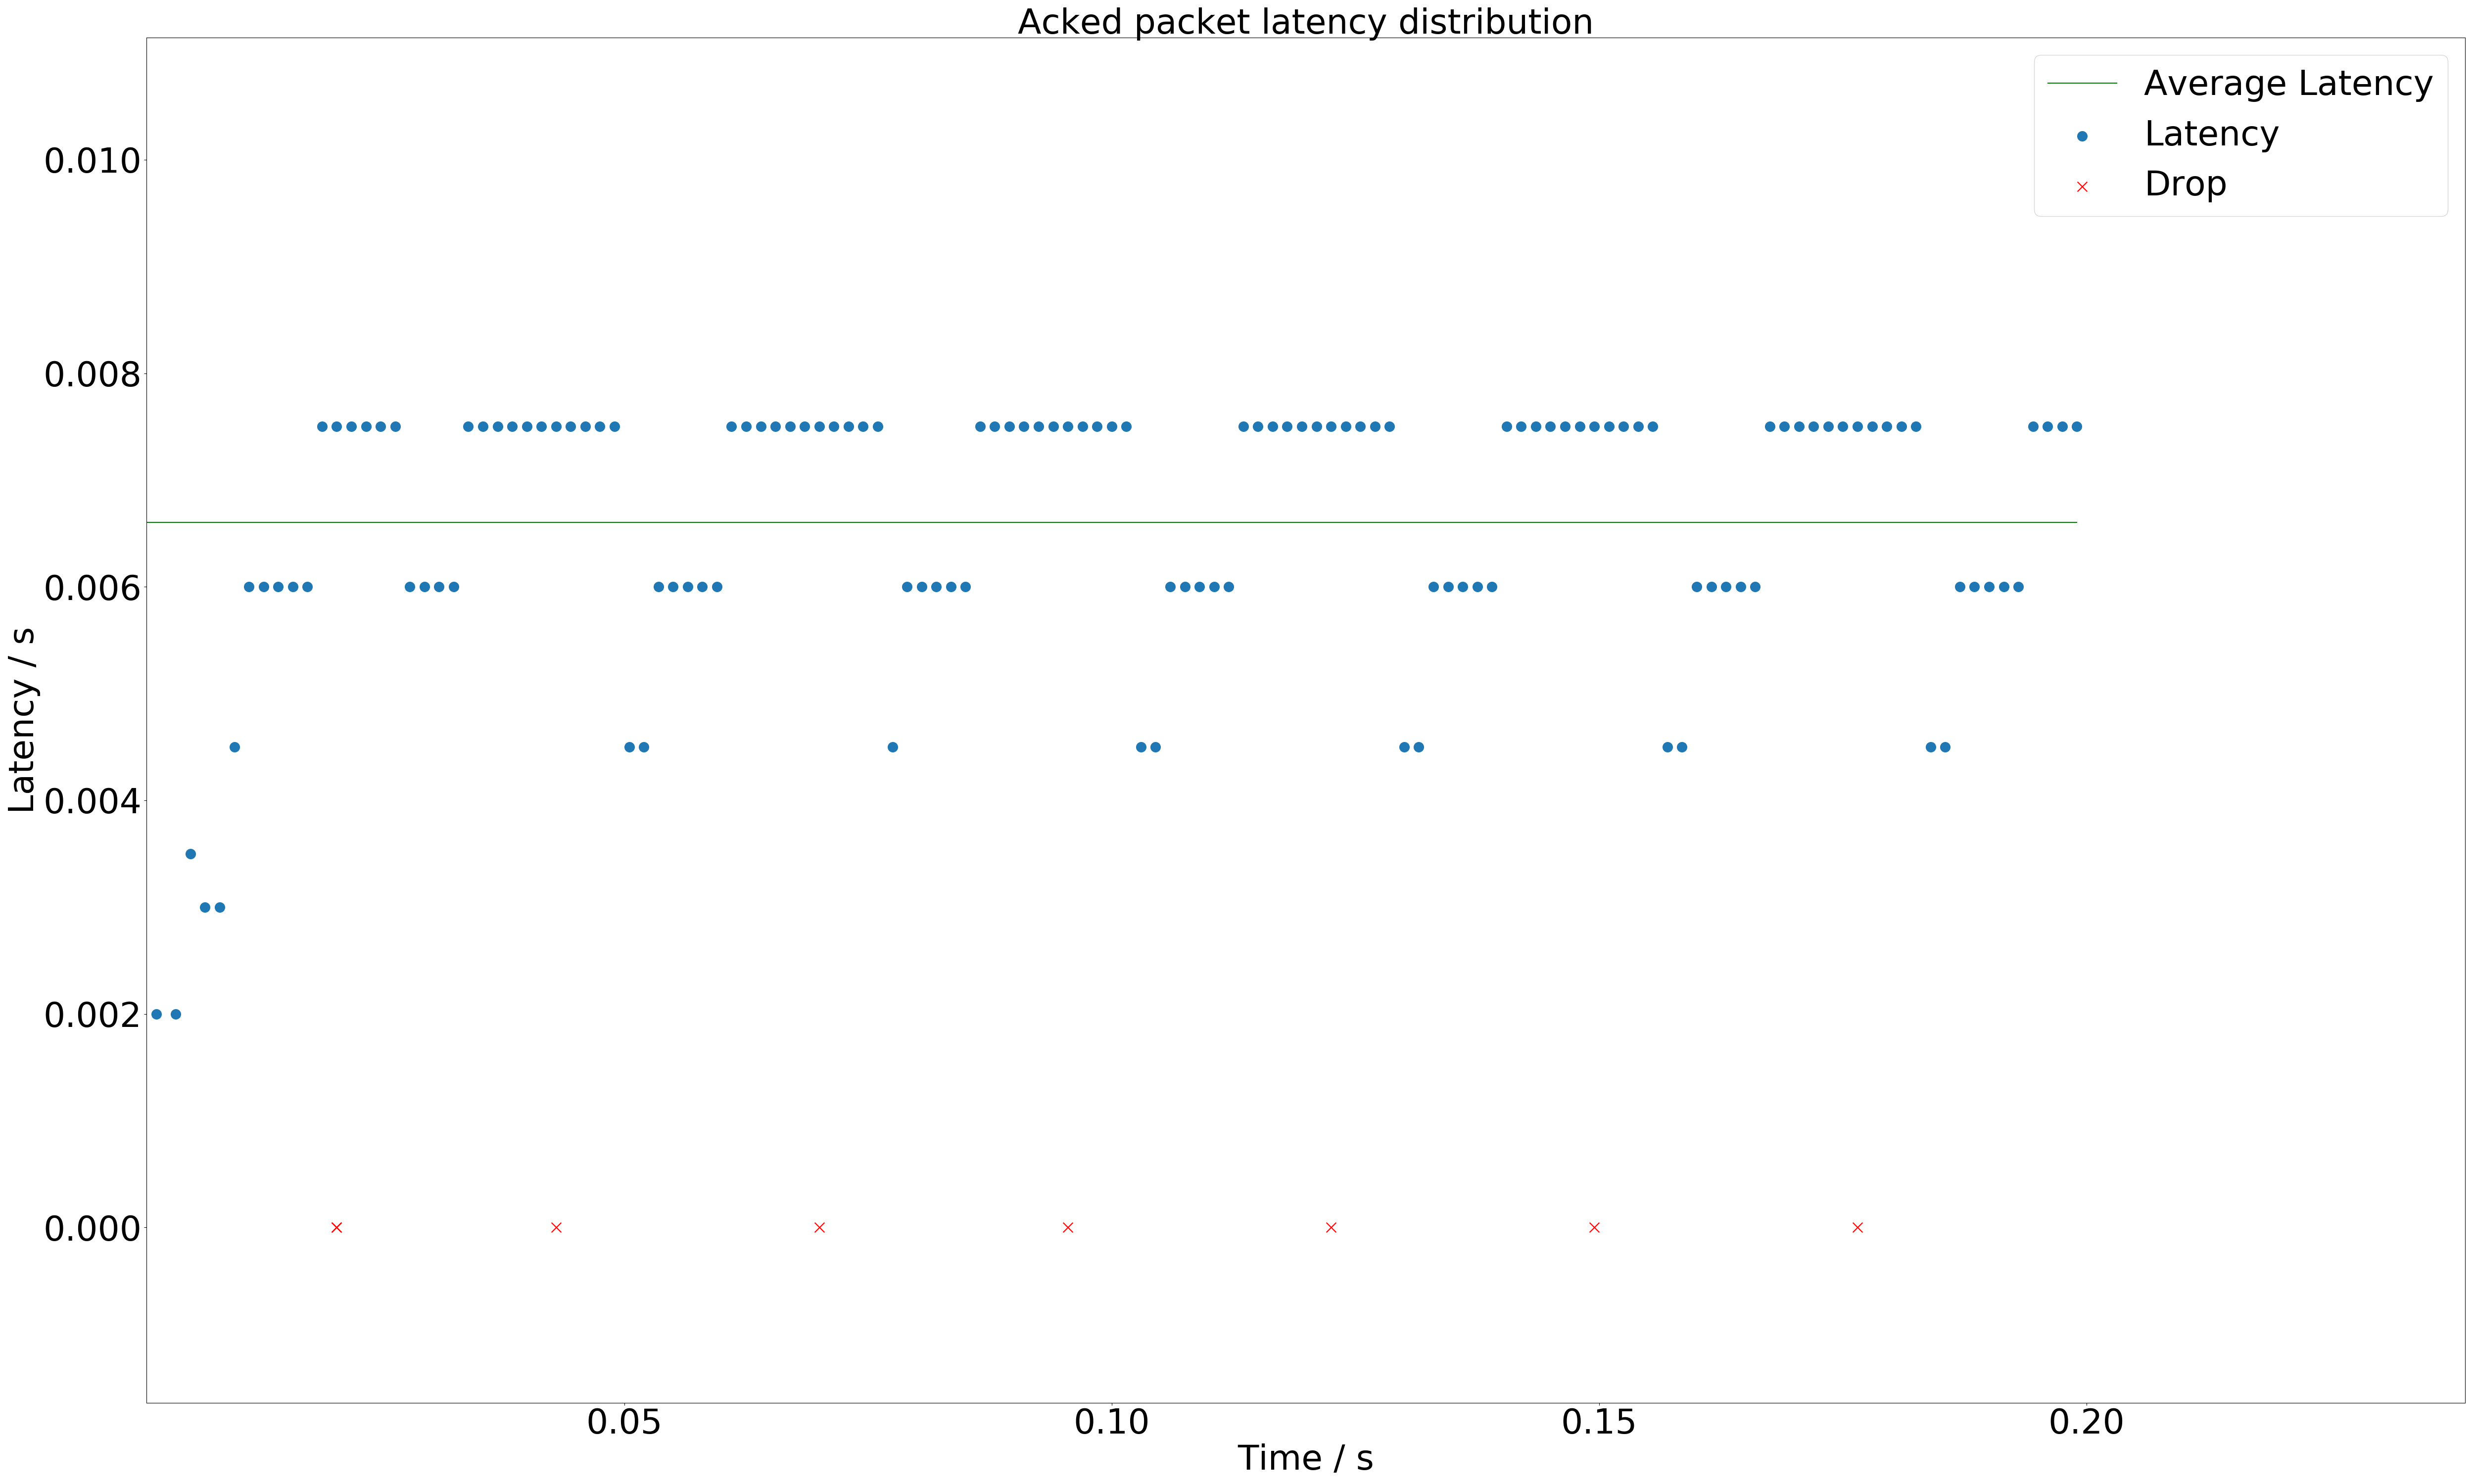 Acked packet latency distribution
Average Latency
Latency
Drop
0.010
0.008
0.006
0.004
0.002
0.000
Latency / s
0.05 0.10 0.15 0.20
Time / s